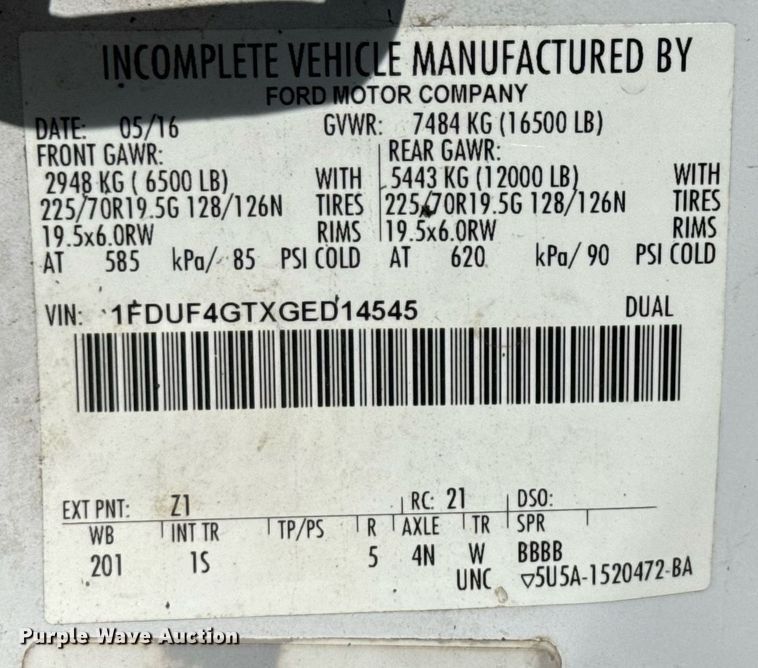 INCOMPLETE VEHICLE MANUFACTURED BY
FORD MOTOR COMPANY
DATE: 05/16 GVWR: 7484 KG (16500 LB)
FRONT GAWR: REAR GAWR:
2948 KG ( 6500 LB) WITH 5443 KG (12000 LB) WITH
225/70R19.5G 128/126N TIRES 225/70R19.5G 128/126N TIRES
19.5x6.0RW RIMS 19.5x6.0RW RIMS
AT 585 kPa/ 85 PSI COLD AT 620 kPa/ 90 PSI COLD
VIN: 1FDUF4GTXGED14545 DUAL
EXT PNT: Z1 RC: 21 DSO:
WB INT TR TP/PS R AXLE TR SPR
201 1S 5 4N W BBBB
UNC ▽5U5A-1520472-BA
Purple Wave Auction